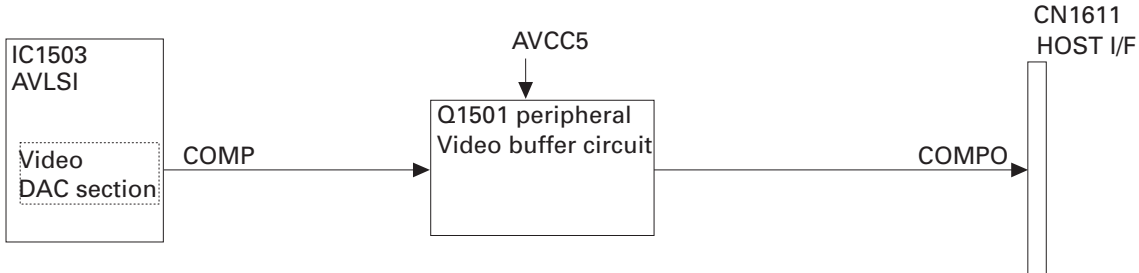 CN1611
HOST I/F
IC1503
AVLSI
AVCC5
Q1501 peripheral
Video buffer circuit
Video
DAC section
COMP
COMPO